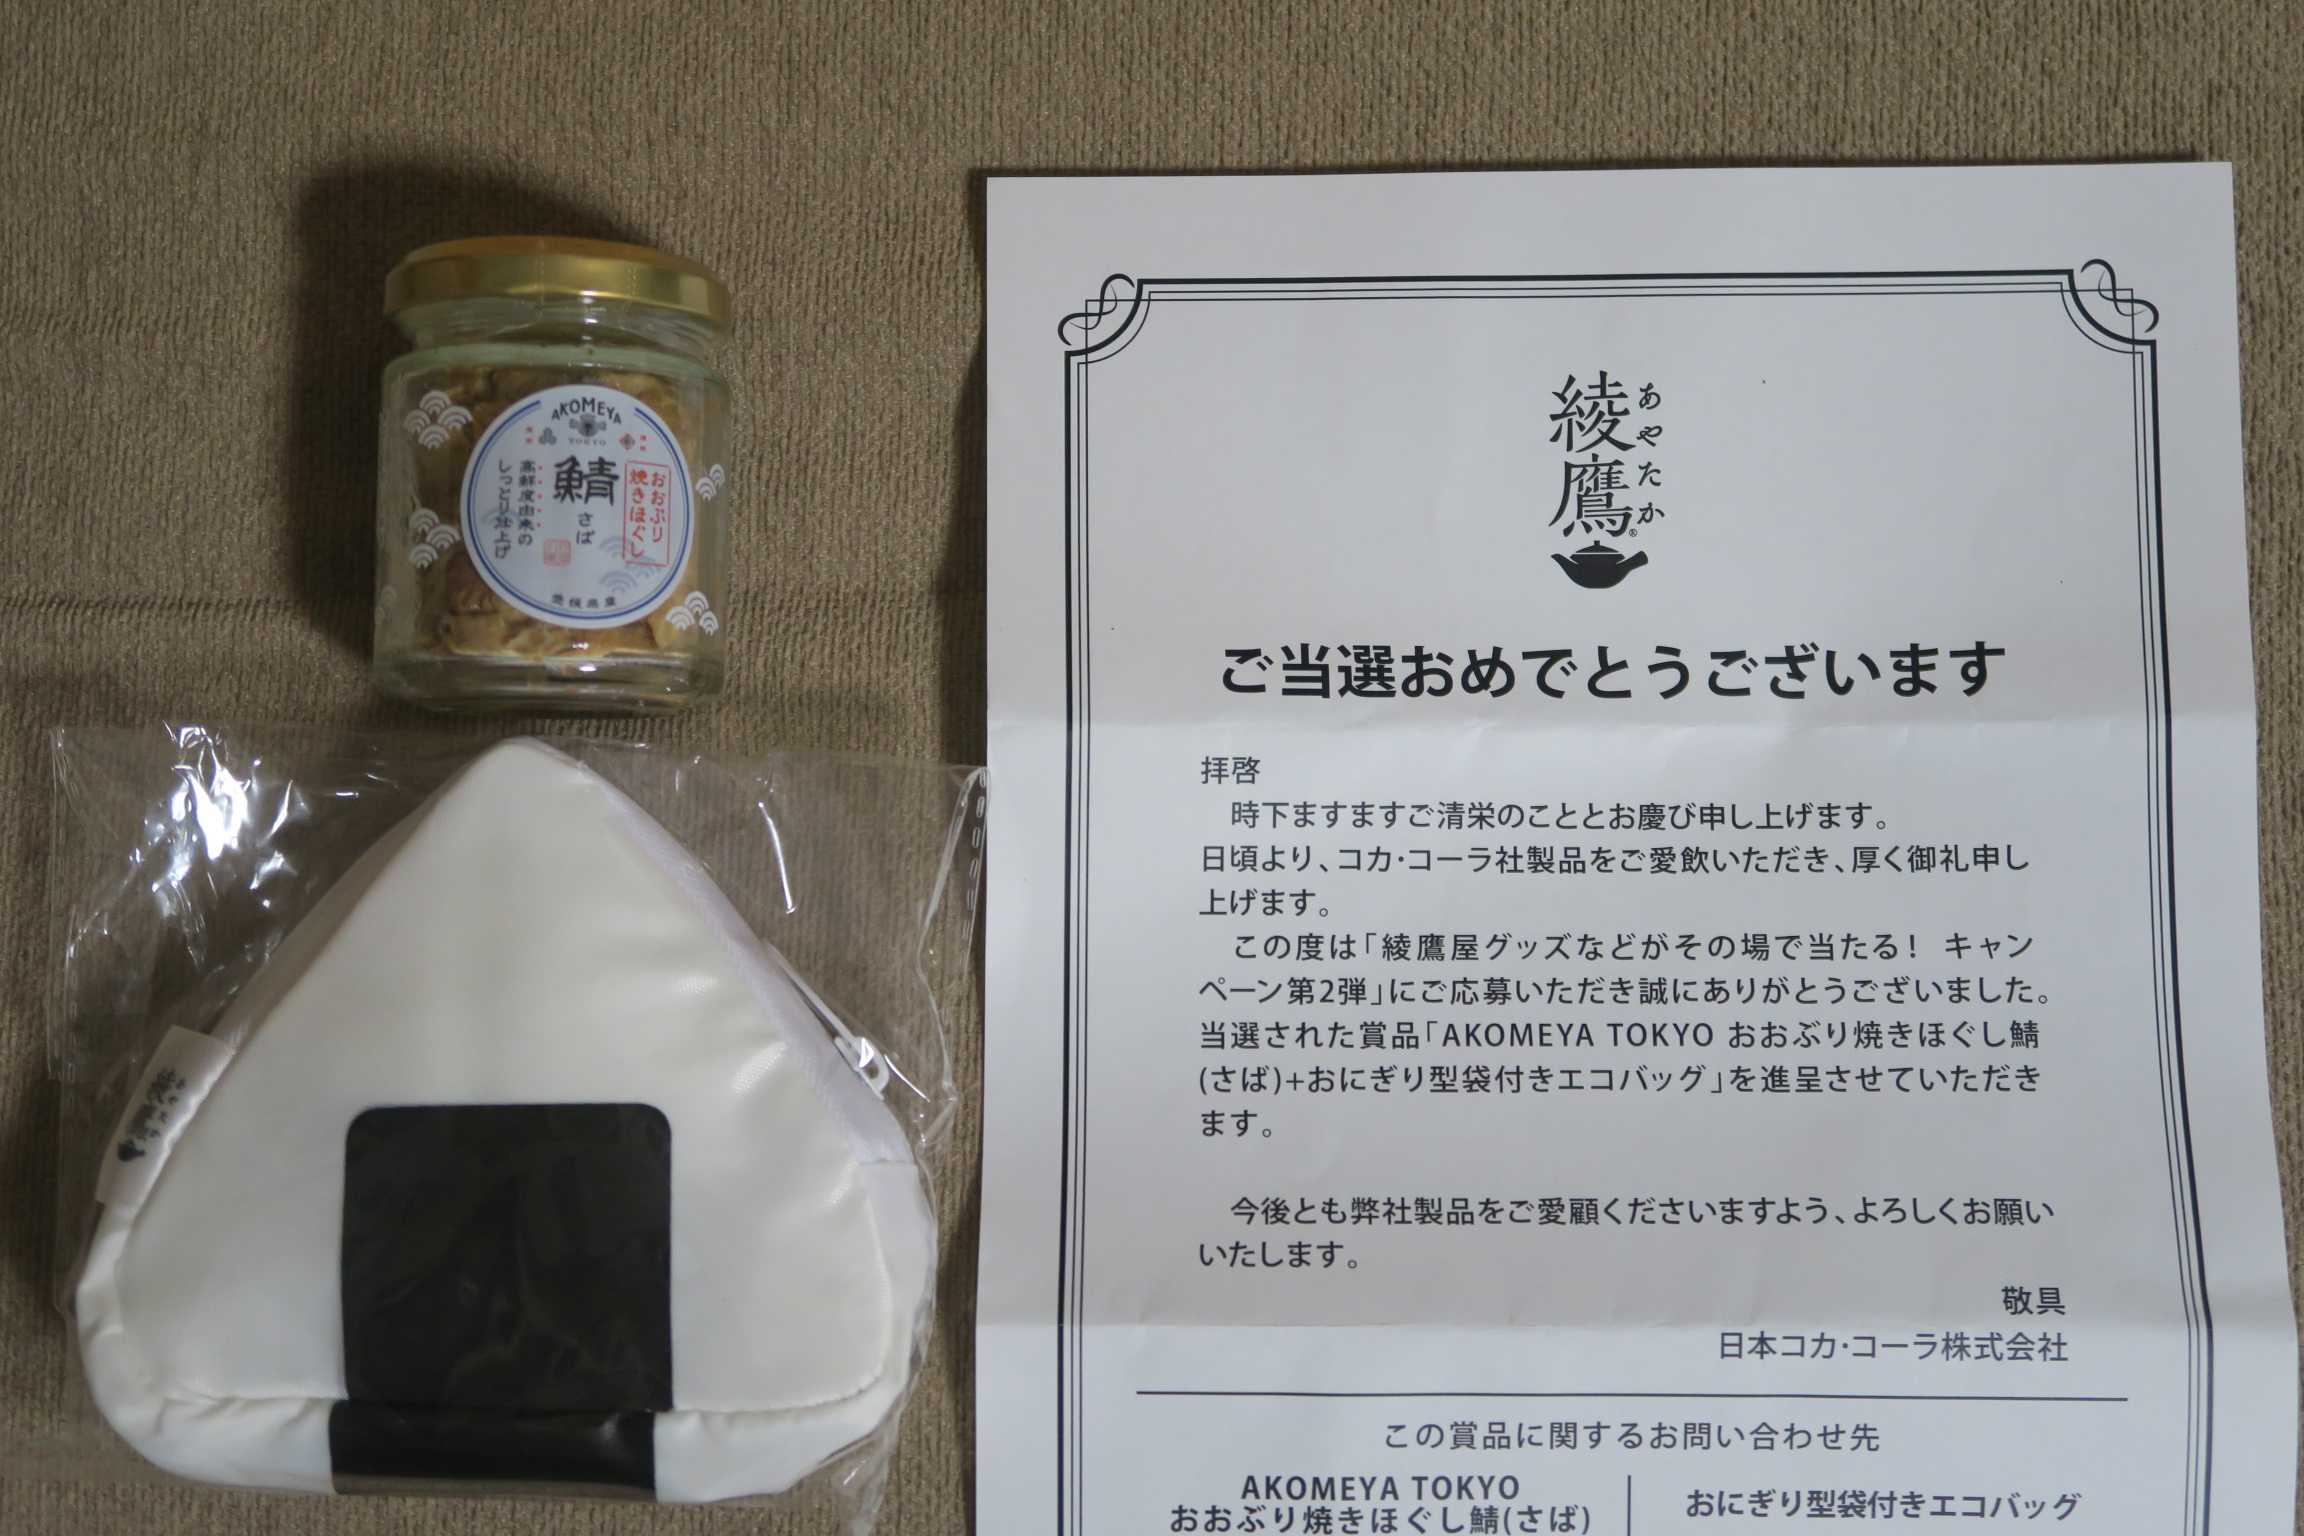 AKOMEYA
TOKYO
おおぶり
焼きほぐし
鯖
さば
高鮮度由来の
しっとり仕上げ
愛媛県産
綾鷹
あやたか
綾鷹®
あやたか
ご当選おめでとうございます
拝啓
時下ますますご清栄のこととお慶び申し上げます。
日頃より、コカ・コーラ社製品をご愛飲いただき、厚く御礼申し
上げます。
この度は「綾鷹屋グッズなどがその場で当たる！ キャン
ペーン第2弾」にご応募いただき誠にありがとうございました。
当選された賞品「AKOMEYA TOKYO おおぶり焼きほぐし鯖
(さば)+おにぎり型袋付きエコバッグ」を進呈させていただき
ます。
今後とも弊社製品をご愛顧くださいますよう、よろしくお願い
いたします。
敬具
日本コカ・コーラ株式会社
この賞品に関するお問い合わせ先
AKOMEYA TOKYO
おおぶり焼きほぐし鯖(さば)
おにぎり型袋付きエコバッグ